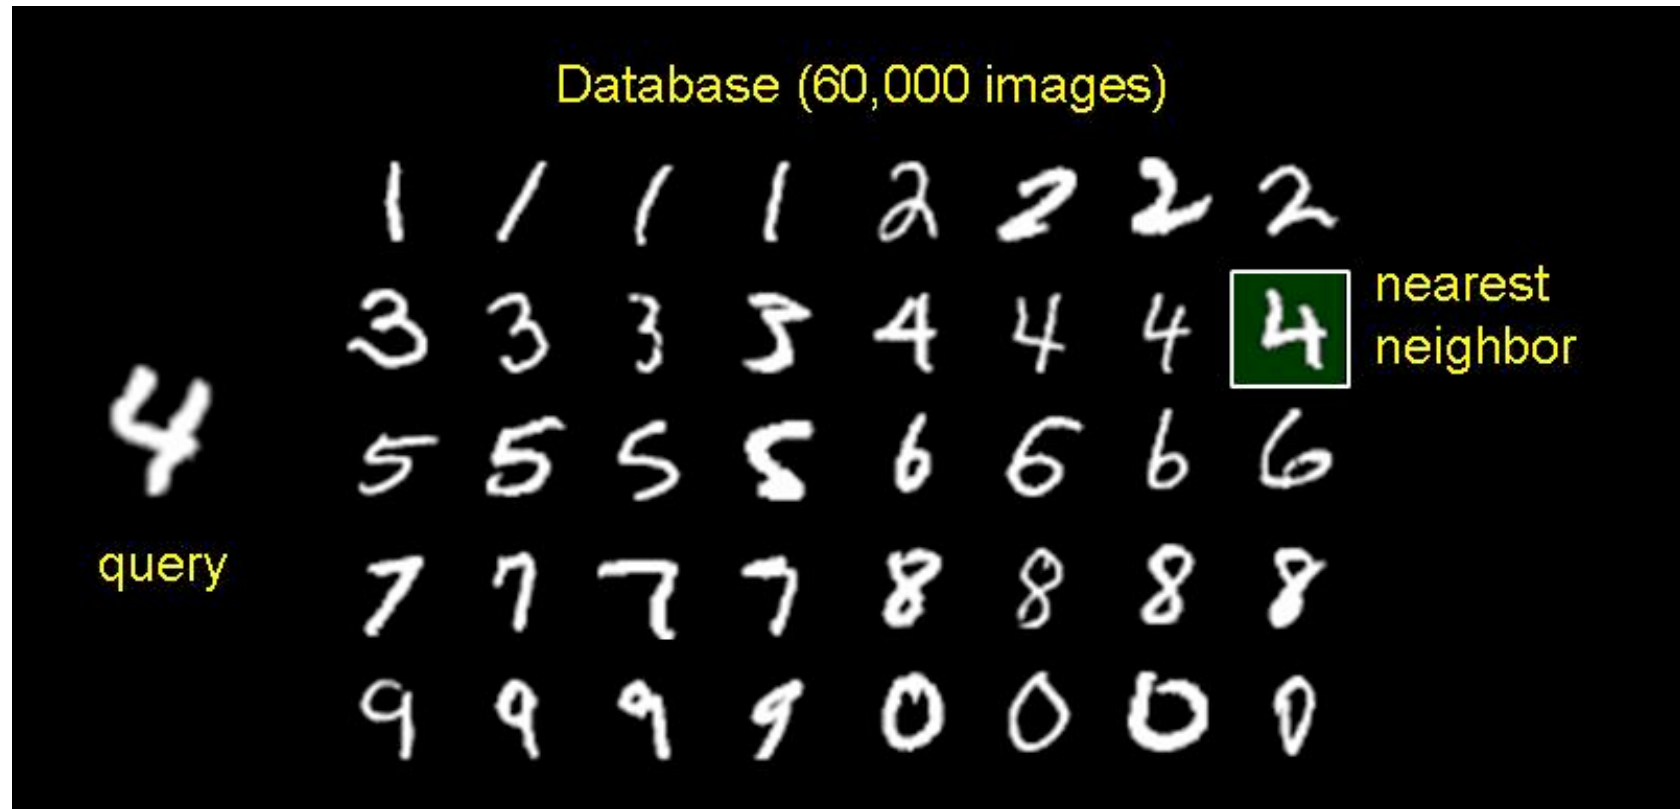 Database (60,000 images)
1 1 1 1 2 2 2 2
3 3 3 3 4 4 4 4
nearest
neighbor
4
5 5 5 5 6 6 6 6
query
7 7 7 7 8 8 8 8
9 9 9 9 0 0 0 0